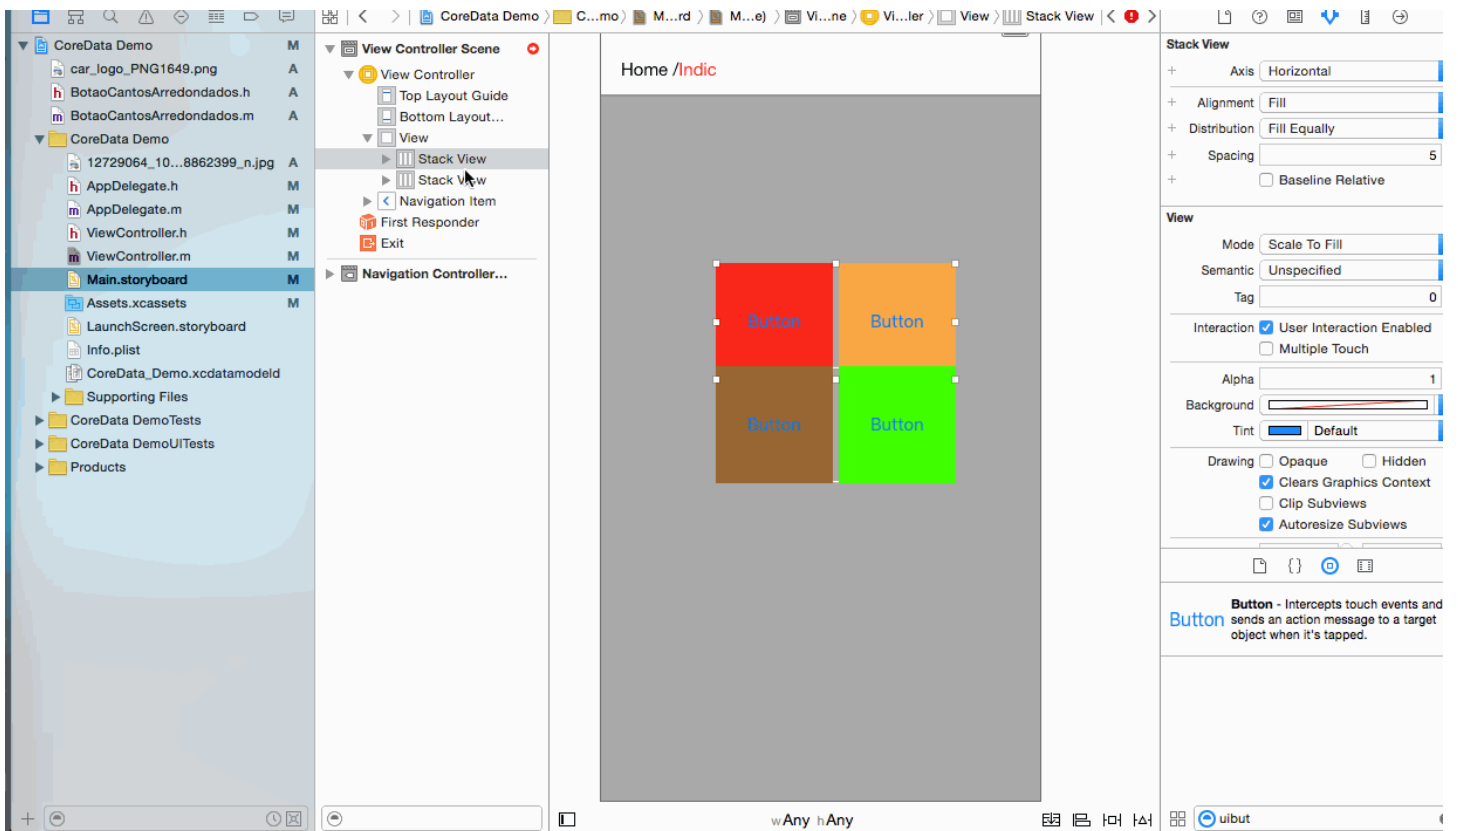 CoreData Demo
C...mo)
M...rd
M...e)
Vi...ne
Vi...ler
View
Stack View
CoreData Demo M
car_logo_PNG1649.png A
BotaoCantosArredondados.h A
BotaoCantosArredondados.m A
CoreData Demo
12729064_10...8862399_n.jpg A
AppDelegate.h M
AppDelegate.m M
ViewController.h M
ViewController.m M
Main.storyboard M
Assets.xcassets M
LaunchScreen.storyboard
Info.plist
CoreData_Demo.xcdatamodeld
Supporting Files
CoreData DemoTests
CoreData DemoUITests
Products
View Controller Scene
View Controller
Top Layout Guide
Bottom Layout...
View
Stack View
Stack View
Navigation Item
First Responder
Exit
Navigation Controller...
Home /Indic
Button
Button
Button
Button
wAny hAny
Stack View
Axis Horizontal
Alignment Fill
Distribution Fill Equally
Spacing 5
Baseline Relative
View
Mode Scale To Fill
Semantic Unspecified
Tag 0
Interaction User Interaction Enabled
Multiple Touch
Alpha 1
Background
Tint Default
Drawing Opaque Hidden
Clears Graphics Context
Clip Subviews
Autoresize Subviews
Button
Button - Intercepts touch events and
sends an action message to a target
object when it's tapped.
uibut